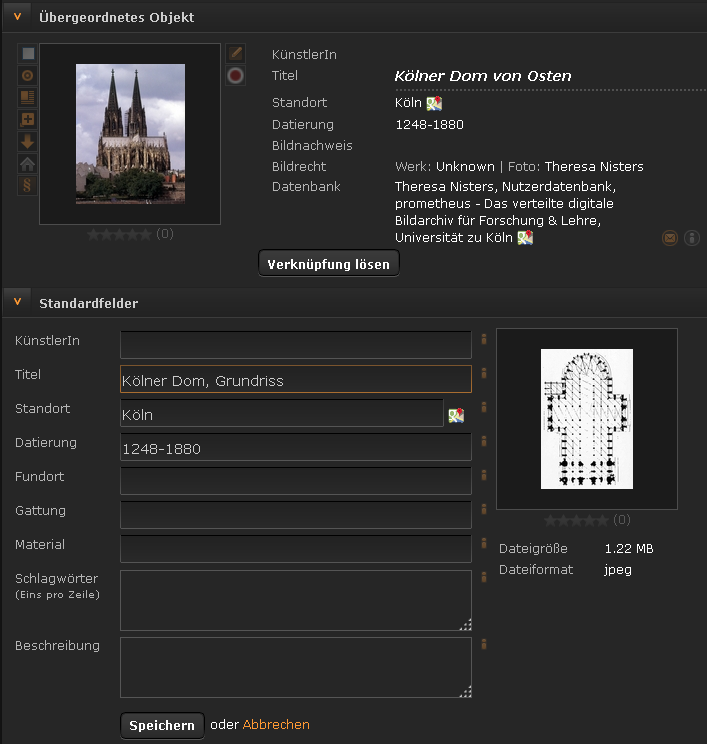 Übergeordnetes Objekt
KünstlerIn
Titel Kölner Dom von Osten
Standort Köln
Datierung 1248-1880
Bildnachweis
Bildrecht Werk: Unknown | Foto: Theresa Nisters
Datenbank Theresa Nisters, Nutzerdatenbank,
prometheus - Das verteilte digitale
Bildarchiv für Forschung & Lehre,
Universität zu Köln
(0)
Verknüpfung lösen
Standardfelder
KünstlerIn
Titel Kölner Dom, Grundriss
Standort Köln
Datierung 1248-1880
Fundort
Gattung
Material
Schlagwörter
(Eins pro Zeile)
Beschreibung
(0)
Dateigröße 1.22 MB
Dateiformat jpeg
Speichern oder Abbrechen